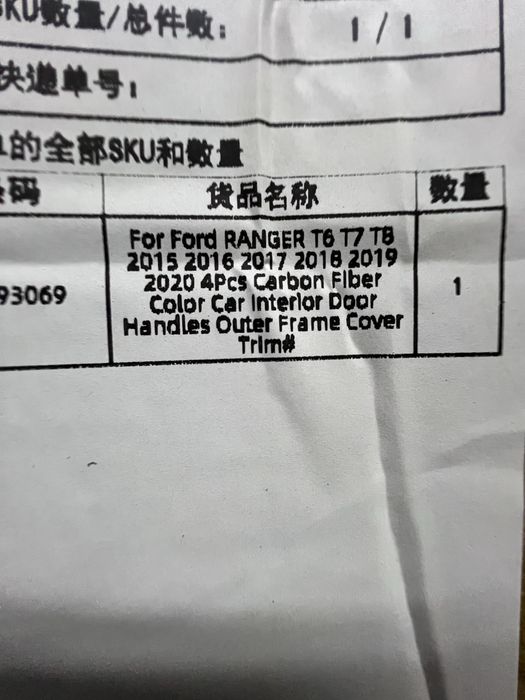 SKU数量/总件数: 1 / 1
快递单号:
的全部SKU和数量
码 货品名称 数量
93069 For Ford RANGER T6 T7 T8
2015 2016 2017 2018 2019
2020 4Pcs Carbon Fiber
Color Car Interior Door
Handles Outer Frame Cover
Trim# 1